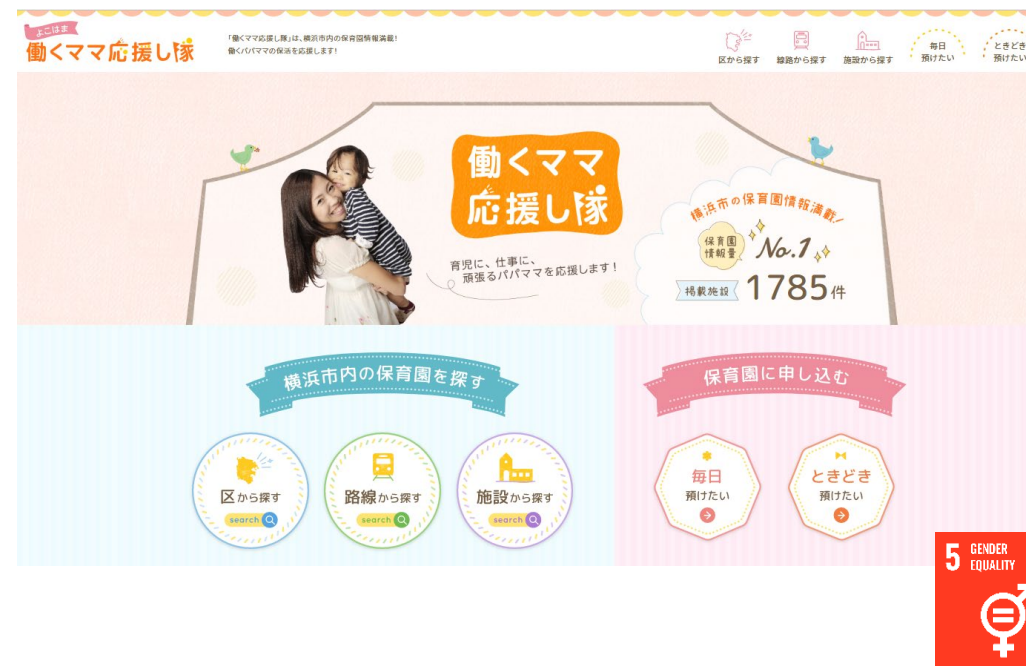 よこはま
働くママ応援し隊
「働くママ応援し隊」は、横浜市内の保育園情報満載!
働くパパママの保活を応援します!
区から探す
線路から探す
施設から探す
毎日
預けたい
ときどき
預けたい
働くママ
応援し隊
育児に、仕事に、
頑張るパパママを応援します!
横浜市の保育園情報満載!
保育園
情報量
No.1
掲載施設 1785件
横浜市内の保育園を探す
保育園に申し込む
区から探す
search
路線から探す
search
施設から探す
search
毎日
預けたい
ときどき
預けたい
5 GENDER
EQUALITY